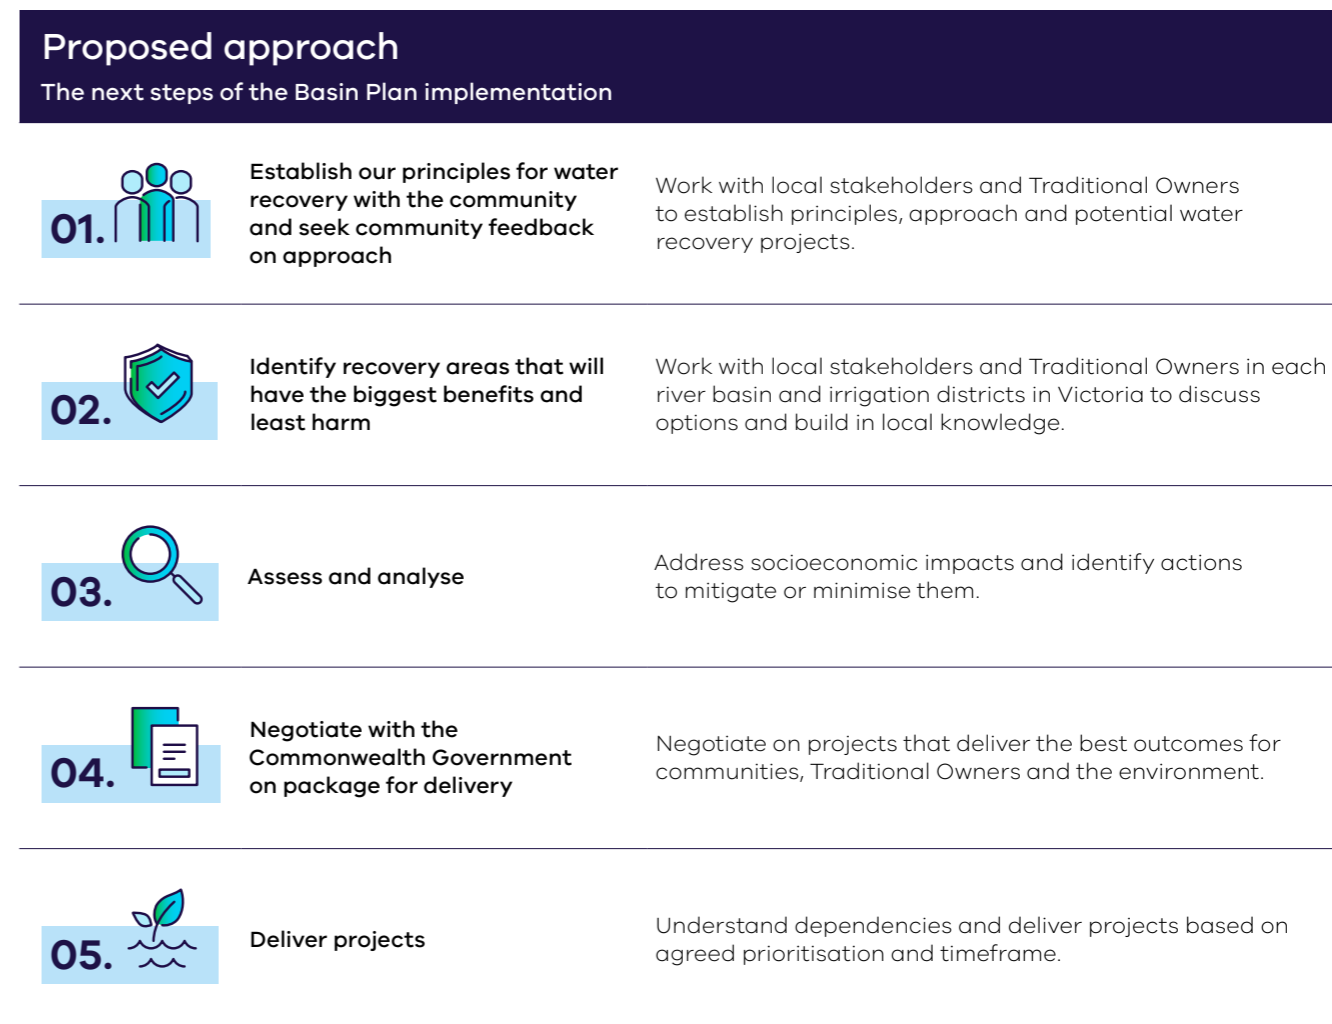 Proposed approach
The next steps of the Basin Plan implementation
01.
Establish our principles for water
recovery with the community
and seek community feedback
on approach
Work with local stakeholders and Traditional Owners
to establish principles, approach and potential water
recovery projects.
02.
Identify recovery areas that will
have the biggest benefits and
least harm
Work with local stakeholders and Traditional Owners in each
river basin and irrigation districts in Victoria to discuss
options and build in local knowledge.
03.
Assess and analyse
Address socioeconomic impacts and identify actions
to mitigate or minimise them.
04.
Negotiate with the
Commonwealth Government
on package for delivery
Negotiate on projects that deliver the best outcomes for
communities, Traditional Owners and the environment.
05.
Deliver projects
Understand dependencies and deliver projects based on
agreed prioritisation and timeframe.